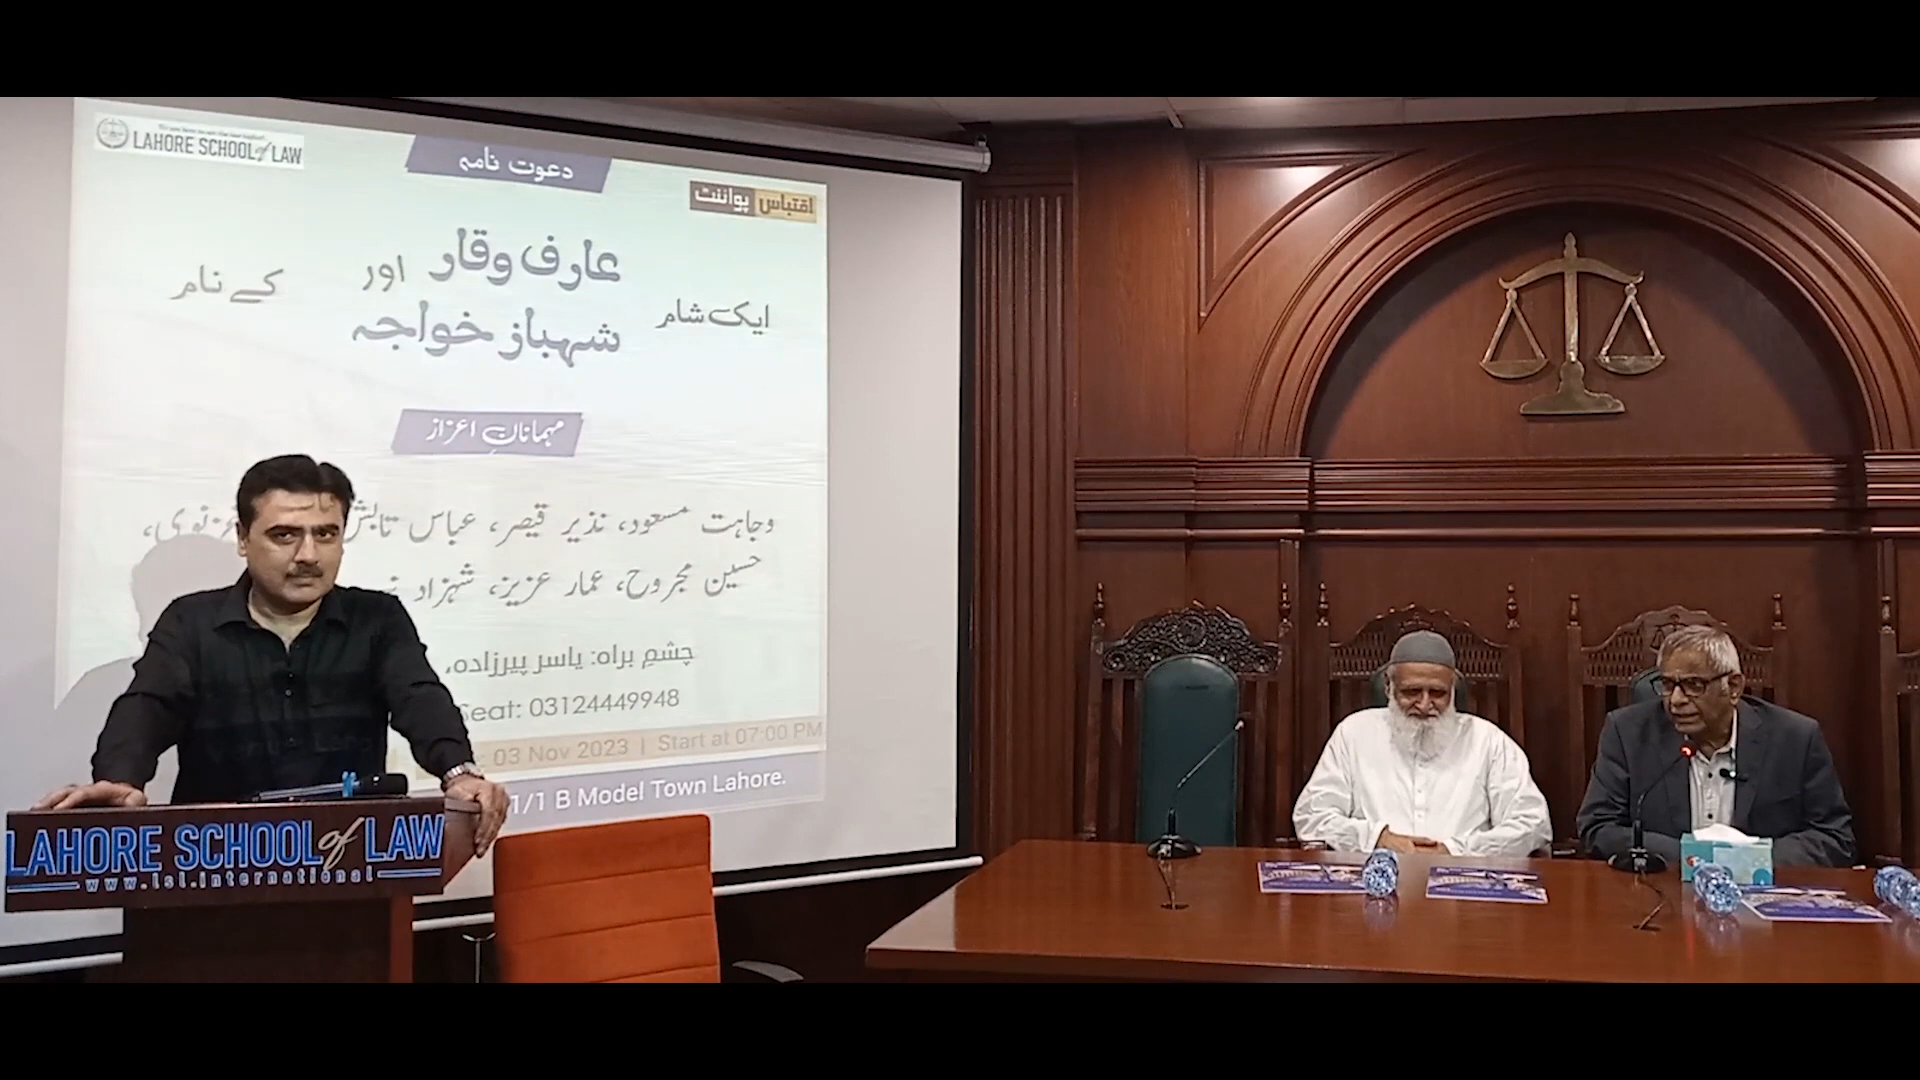 LAHORE SCHOOL of LAW
دعوت نامہ
اقتباس پوائنٹ
ایک شام
عارف وقار اور
شہباز خواجہ
کے نام
مہمانانِ اعزاز
وجاہت مسعود، نذیر قیصر، عباس تابش
حسین مجروح، عمار عزیز، شہزاد
چشمِ براہ: یاسر پیرزادہ،
Seat: 03124449948
03 Nov 2023 | Start at 07:00 PM
1/1 B Model Town Lahore.
LAHORE SCHOOL of LAW
www.lsl.international